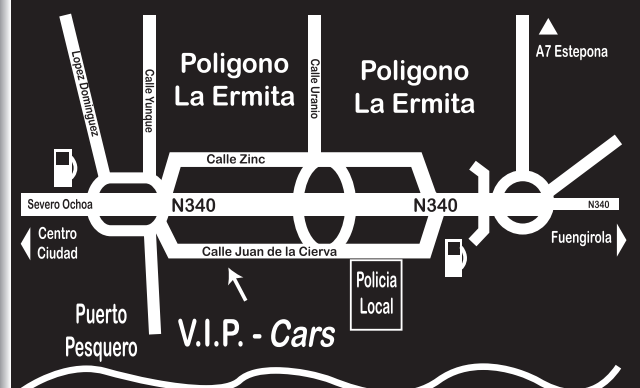 Lopez Dominguez
Calle Yunque
Poligono
La Ermita
Calle Uranio
Poligono
La Ermita
A7 Estepona
Calle Zinc
Severo Ochoa
N340
N340
N340
Centro
Ciudad
Fuengirola
Calle Juan de la Cierva
Policia
Local
Puerto
Pesquero
V.I.P. - Cars